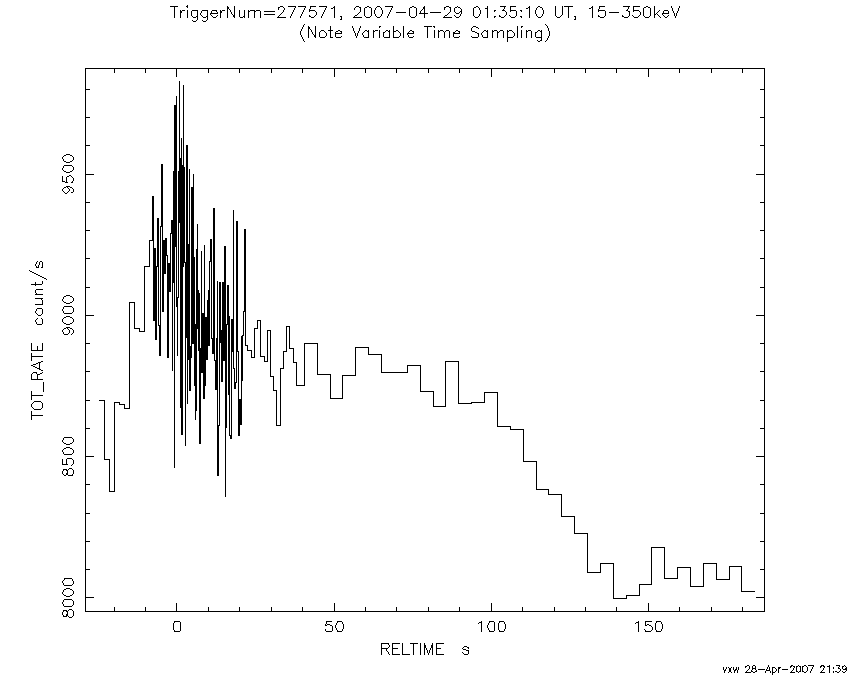 TriggerNum=277571, 2007-04-29 01:35:10 UT, 15-350keV
(Note Variable Time Sampling)
TOT_RATE count/s
9500
9000
8500
8000
0 50 100 150
RELTIME s
vxw 28-Apr-2007 21:39